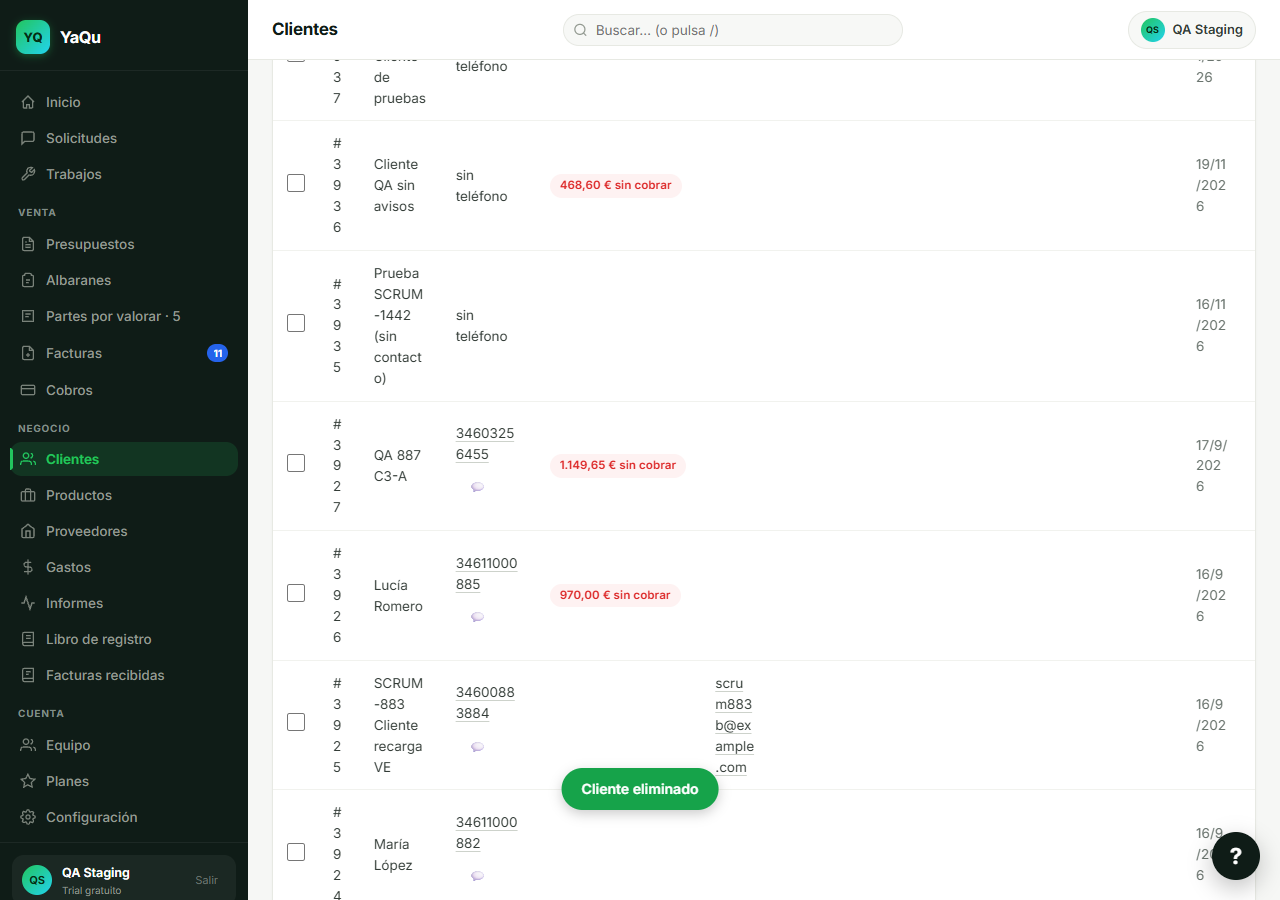 YQ YaQu
Inicio
Solicitudes
Trabajos
VENTA
Presupuestos
Albaranes
Partes por valorar · 5
Facturas 11
Cobros
NEGOCIO
Clientes
Productos
Proveedores
Gastos
Informes
Libro de registro
Facturas recibidas
CUENTA
Equipo
Planes
Configuración
QS QA Staging
Trial gratuito
Salir
Clientes
Buscar... (o pulsa /)
QS QA Staging
3
7
de
pruebas
teléfono
26
#
3
9
3
6
Cliente
QA sin
avisos
sin
teléfono
468,60 € sin cobrar
19/11
/202
6
#
3
9
3
5
Prueba
SCRUM
-1442
(sin
contact
o)
sin
teléfono
16/11
/202
6
#
3
9
2
7
QA 887
C3-A
3460325
6455
1.149,65 € sin cobrar
17/9/
202
6
#
3
9
2
6
Lucía
Romero
34611000
885
970,00 € sin cobrar
16/9
/202
6
#
3
9
2
5
SCRUM
-883
Cliente
recarga
VE
3460088
3884
scru
m883
b@ex
ample
.com
16/9
/202
6
Cliente eliminado
#
3
9
2
4
María
López
34611000
882
16/9
6
?